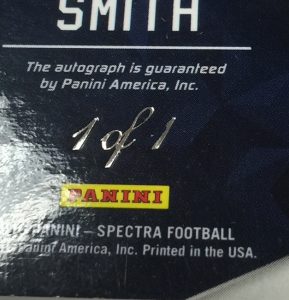 SMITH
The autograph is guaranteed
by Panini America, Inc.
1 of 1
PANINI
PANINI – SPECTRA FOOTBALL
Panini America, Inc. Printed in the USA.